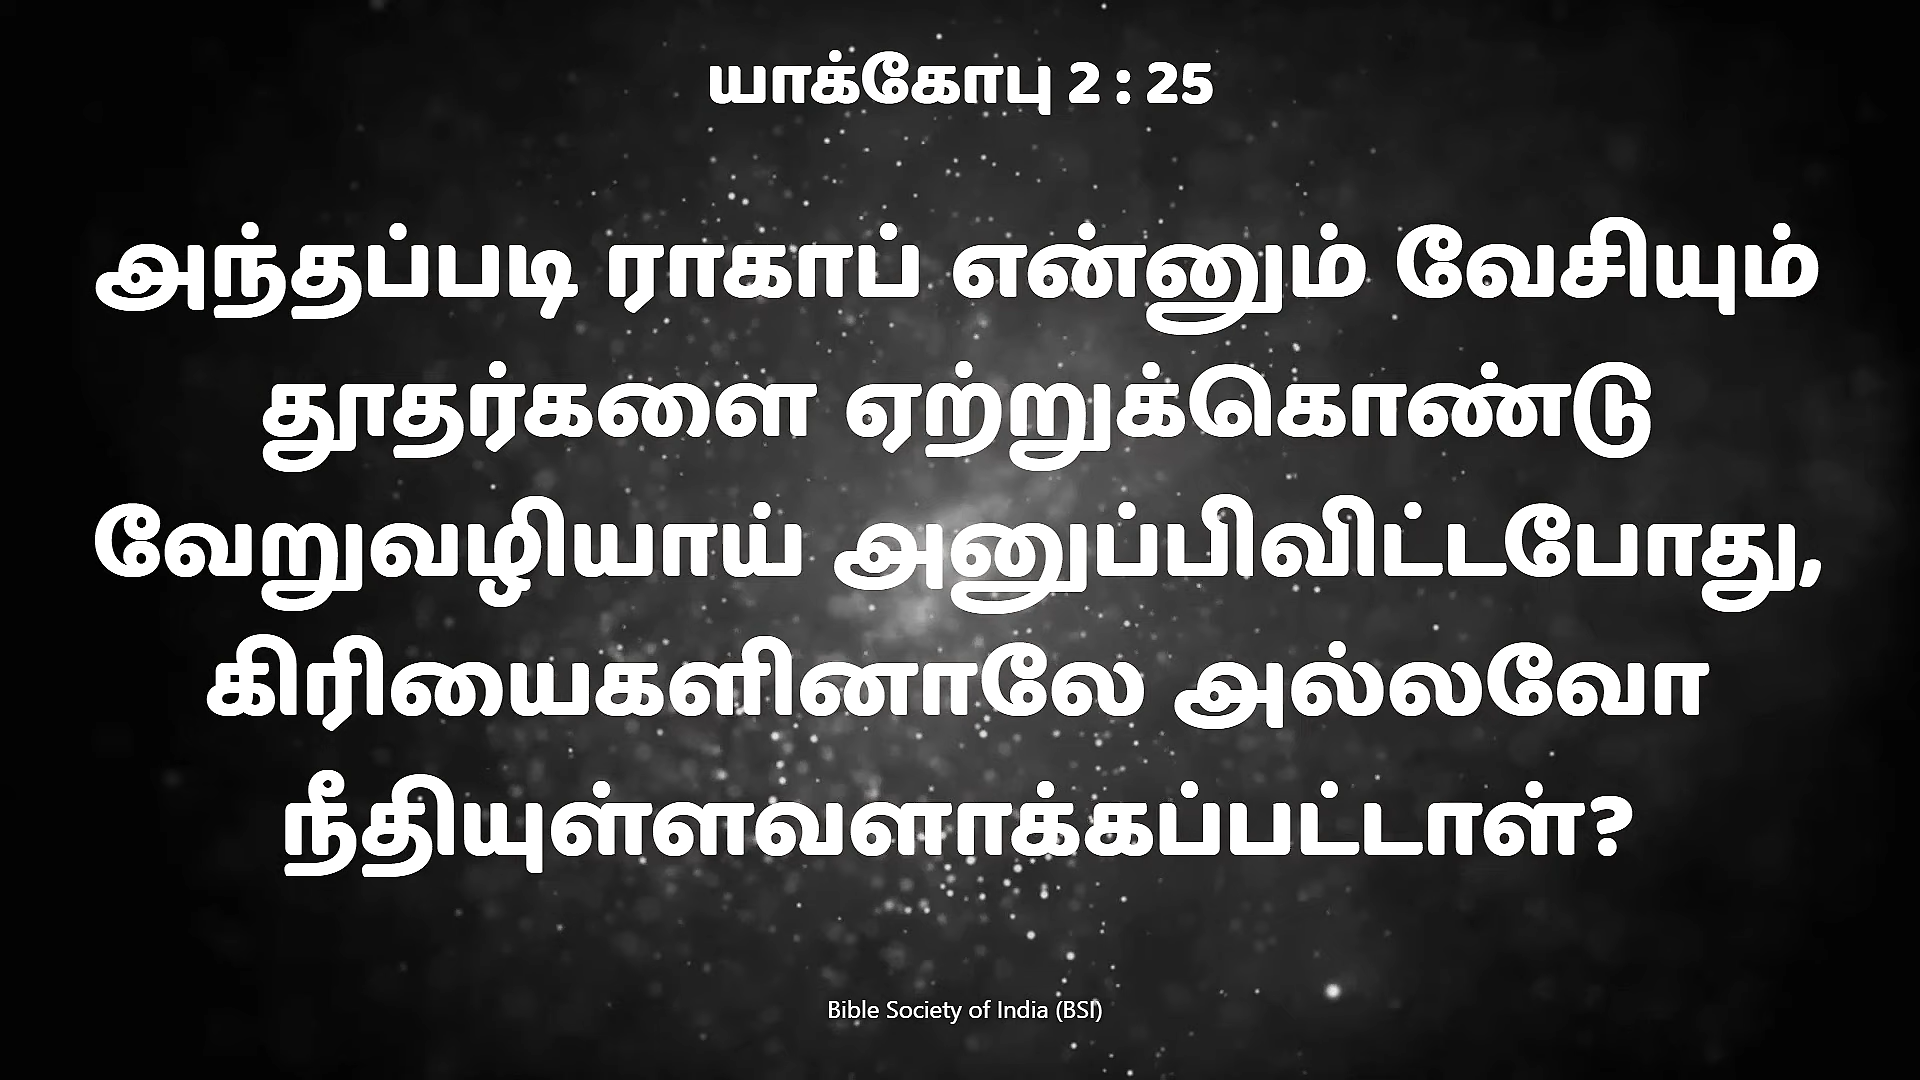 யாக்கோபு 2 : 25
அந்தப்படி ராகாப் என்னும் வேசியும்
தூதர்களை ஏற்றுக்கொண்டு
வேறுவழியாய் அனுப்பிவிட்டபோது,
கிரியைகளினாலே அல்லவோ
நீதியுள்ளவளாக்கப்பட்டாள்?
Bible Society of India (BSI)